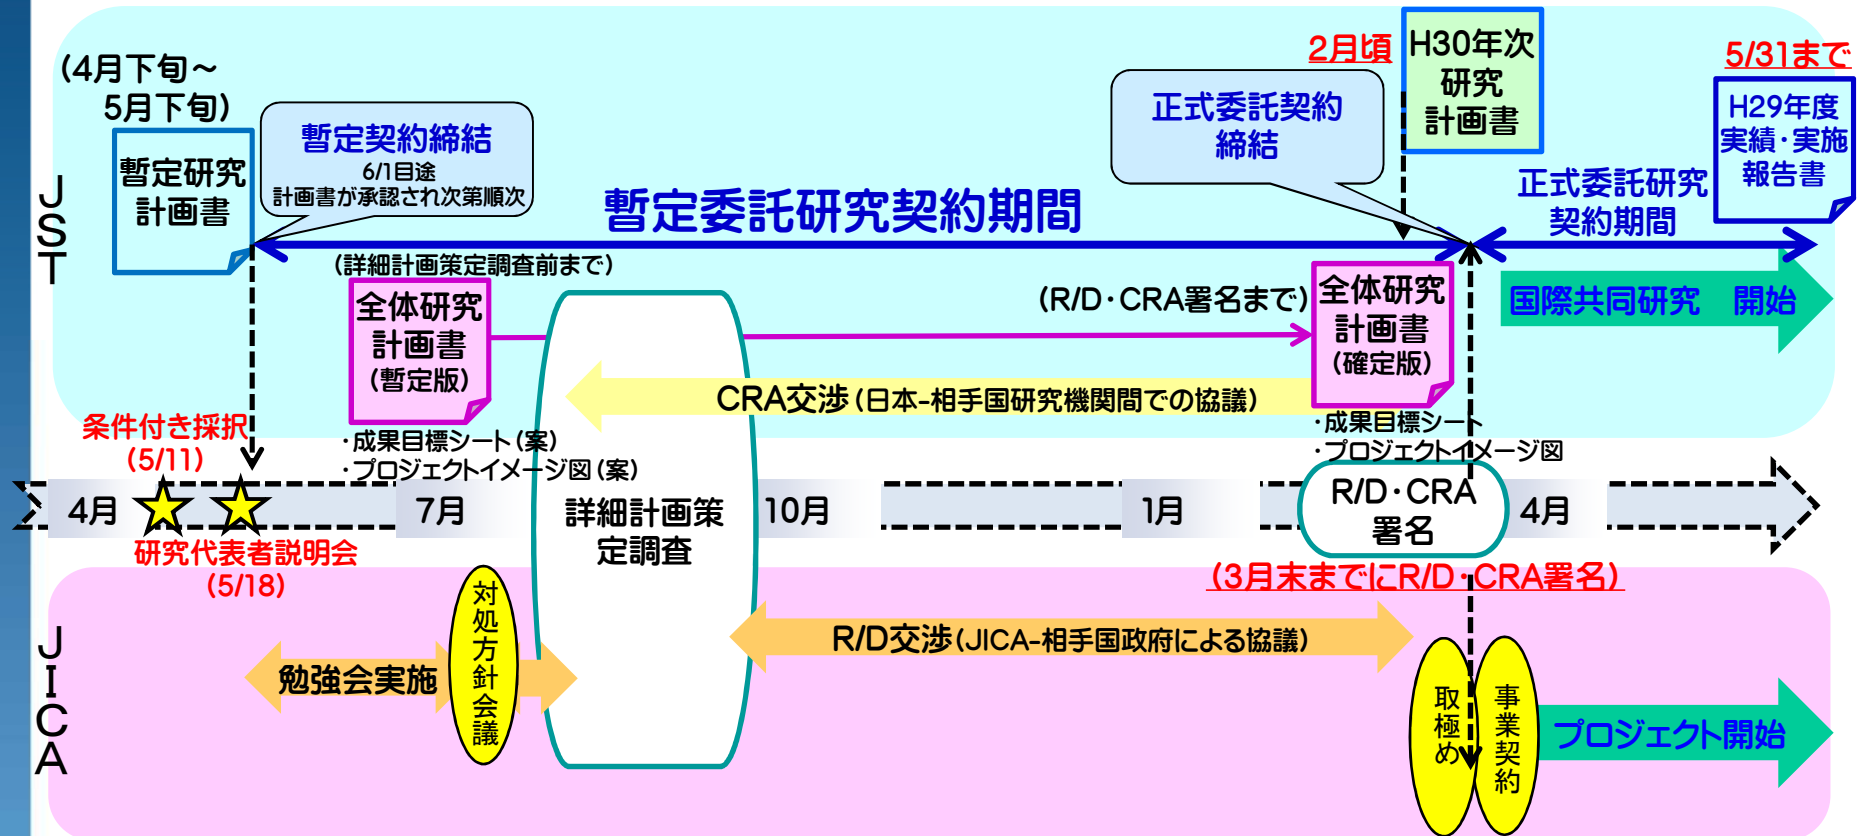 (4月下旬～
5月下旬)
暫定研究
計画書
暫定契約締結
6/1目途
計画書が承認され次第順次
暫定委託研究契約期間
正式委託契約
締結
2月頃
H30年次
研究
計画書
5/31まで
H29年度
実績・実施
報告書
正式委託研究
契約期間
JST
(詳細計画策定調査前まで)
全体研究
計画書
(暫定版)
・成果目標シート(案)
・プロジェクトイメージ図(案)
(R/D・CRA署名まで)
全体研究
計画書
(確定版)
・成果目標シート
・プロジェクトイメージ図
国際共同研究　開始
CRA交渉(日本-相手国研究機関間での協議)
条件付き採択
(5/11)
4月
7月
詳細計画策
定調査
10月
1月
R/D・CRA
署名
4月
研究代表者説明会
(5/18)
(3月末までにR/D・CRA署名)
JICA
勉強会実施
対処方針会議
R/D交渉(JICA-相手国政府による協議)
取極め
事業契約
プロジェクト開始